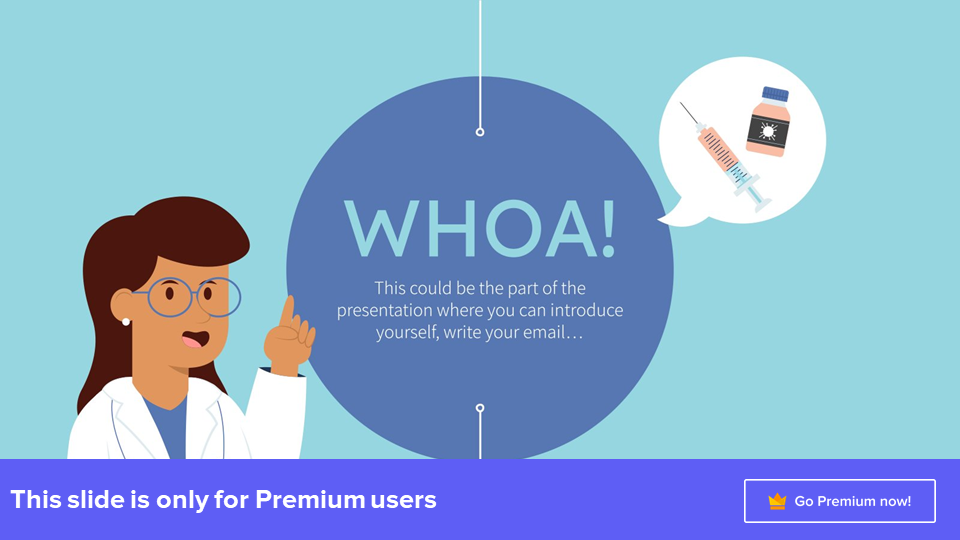 WHOA!
This could be the part of the
presentation where you can introduce
yourself, write your email…
This slide is only for Premium users
Go Premium now!